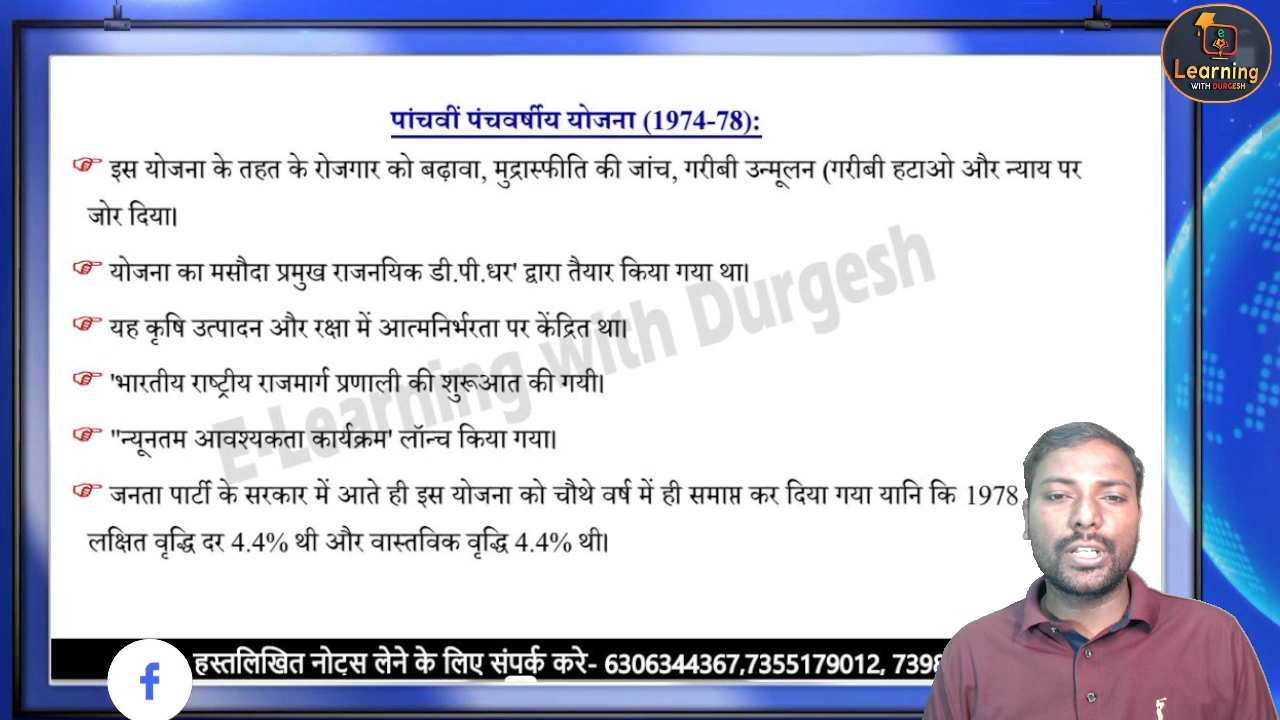 e
Learning
WITH DURGESH
पांचवीं पंचवर्षीय योजना (1974-78):
इस योजना के तहत के रोजगार को बढ़ावा, मुद्रास्फीति की जांच, गरीबी उन्मूलन (गरीबी हटाओ और न्याय पर
जोर दिया।
योजना का मसौदा प्रमुख राजनयिक डी.पी.धर' द्वारा तैयार किया गया था।
यह कृषि उत्पादन और रक्षा में आत्मनिर्भरता पर केंद्रित था।
'भारतीय राष्ट्रीय राजमार्ग प्रणाली की शुरूआत की गयी।
"न्यूनतम आवश्यकता कार्यक्रम' लॉन्च किया गया।
जनता पार्टी के सरकार में आते ही इस योजना को चौथे वर्ष में ही समाप्त कर दिया गया यानि कि 1978
लक्षित वृद्धि दर 4.4% थी और वास्तविक वृद्धि 4.4% थी।
E-Learning with Durgesh
f हस्तलिखित नोट्स लेने के लिए संपर्क करे- 6306344367,7355179012, 7398